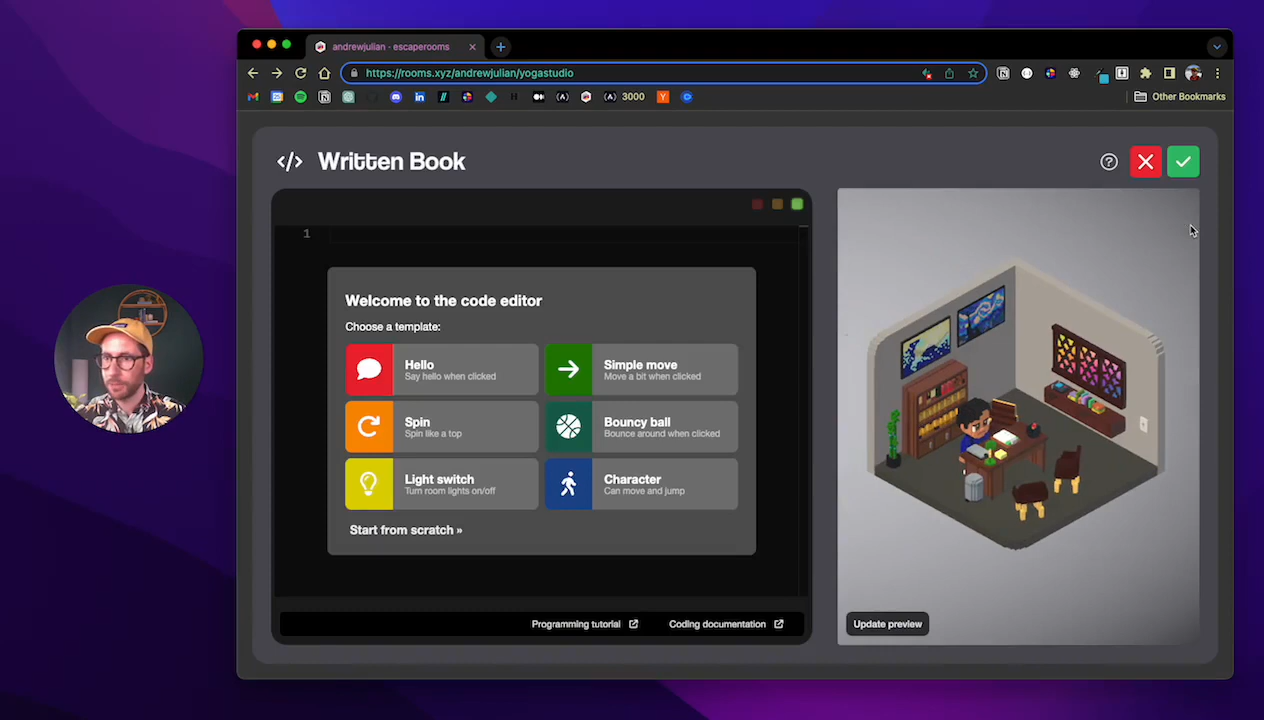 andrewjulian - escaperooms
https://rooms.xyz/andrewjulian/yogastudio
3000
Other Bookmarks
</> Written Book
1
Welcome to the code editor
Choose a template:
Hello
Say hello when clicked
Simple move
Move a bit when clicked
Spin
Spin like a top
Bouncy ball
Bounce around when clicked
Light switch
Turn room lights on/off
Character
Can move and jump
Start from scratch »
Programming tutorial
Coding documentation
Update preview